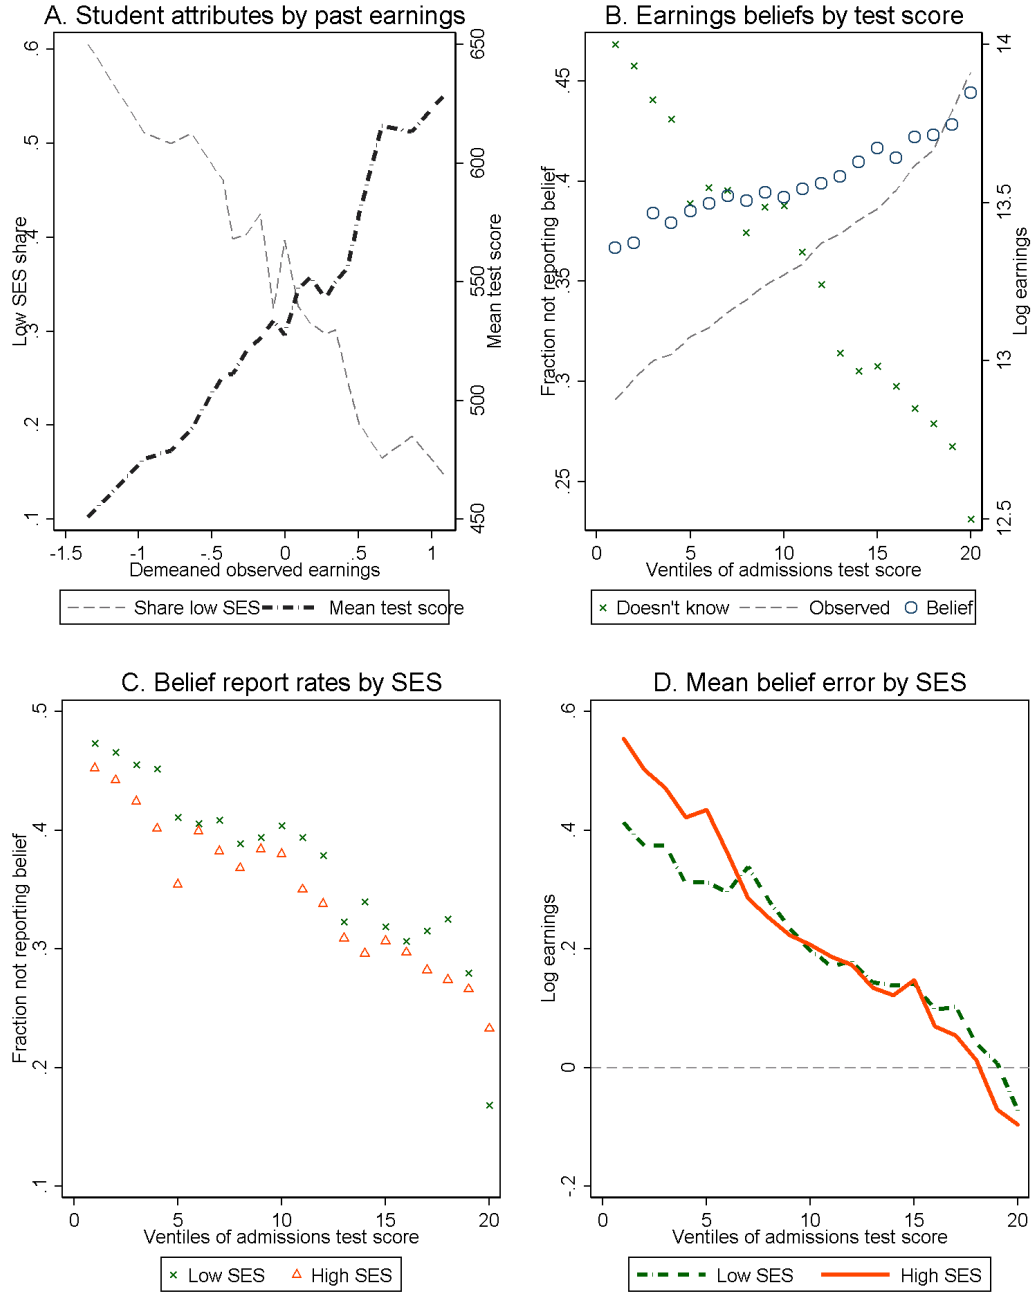 A. Student attributes by past earnings
.6
.5
.4
.3
.2
.1
Low SES share
650
600
550
500
450
Mean test score
-1.5
-1
-.5
0
.5
1
Demeaned observed earnings
Share low SES
Mean test score
B. Earnings beliefs by test score
.45
.4
.35
.3
.25
Fraction not reporting belief
14
13.5
13
12.5
Log earnings
0
5
10
15
20
Ventiles of admissions test score
Doesn't know
Observed
Belief
C. Belief report rates by SES
.5
.4
.3
.2
.1
Fraction not reporting belief
0
5
10
15
20
Ventiles of admissions test score
Low SES
High SES
D. Mean belief error by SES
.6
.4
.2
0
-.2
Log earnings
0
5
10
15
20
Ventiles of admissions test score
Low SES
High SES